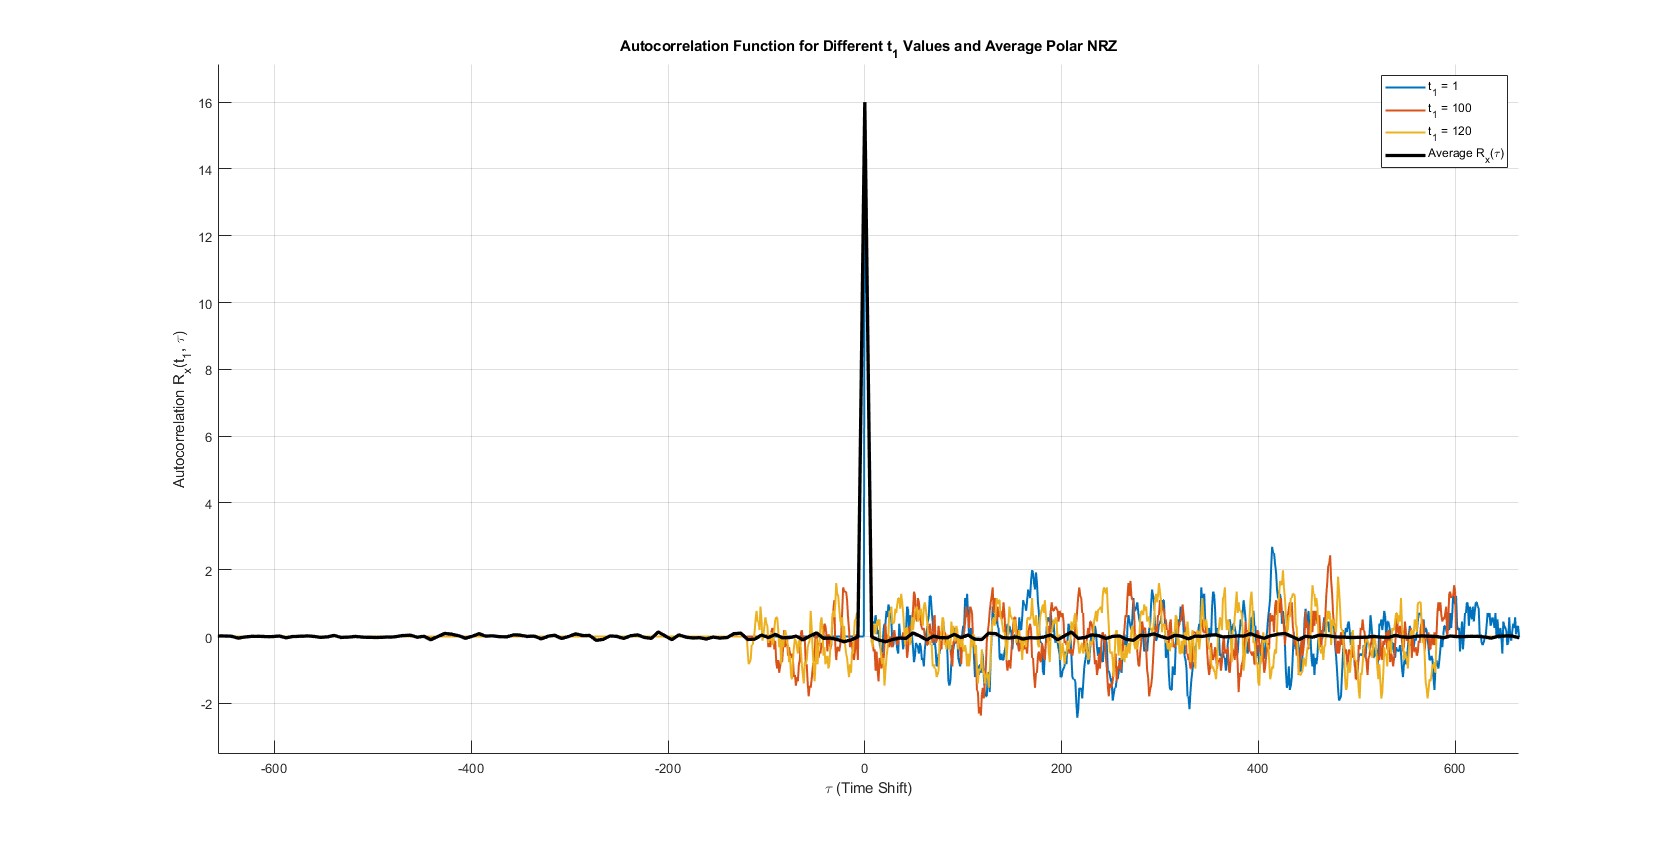 Autocorrelation Function for Different t1 Values and Average Polar NRZ
t1 = 1
t1 = 100
t1 = 120
Average Rx(τ)
16
14
12
10
8
6
4
2
0
-2
Autocorrelation Rx(t1, τ)
-600 -400 -200 0 200 400 600
τ (Time Shift)